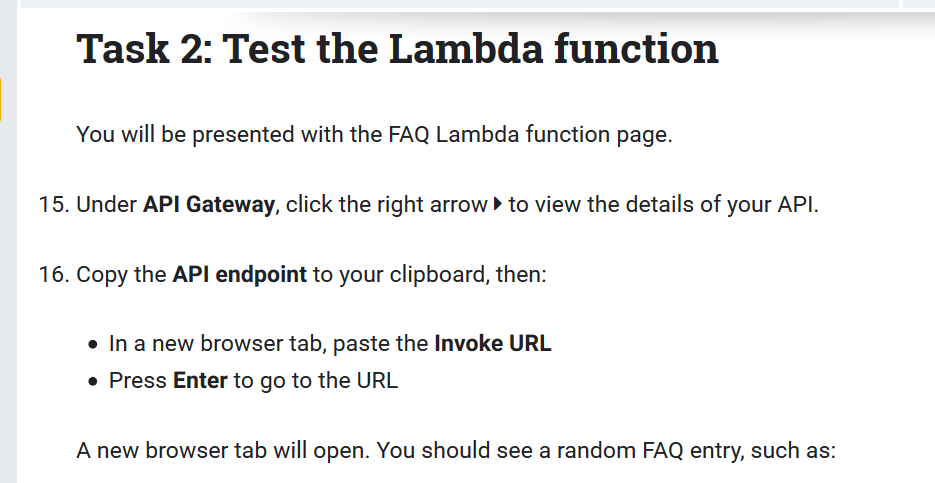 Task 2: Test the Lambda function
You will be presented with the FAQ Lambda function page.
15. Under API Gateway, click the right arrow to view the details of your API.
16. Copy the API endpoint to your clipboard, then:
• In a new browser tab, paste the Invoke URL
• Press Enter to go to the URL
A new browser tab will open. You should see a random FAQ entry, such as: